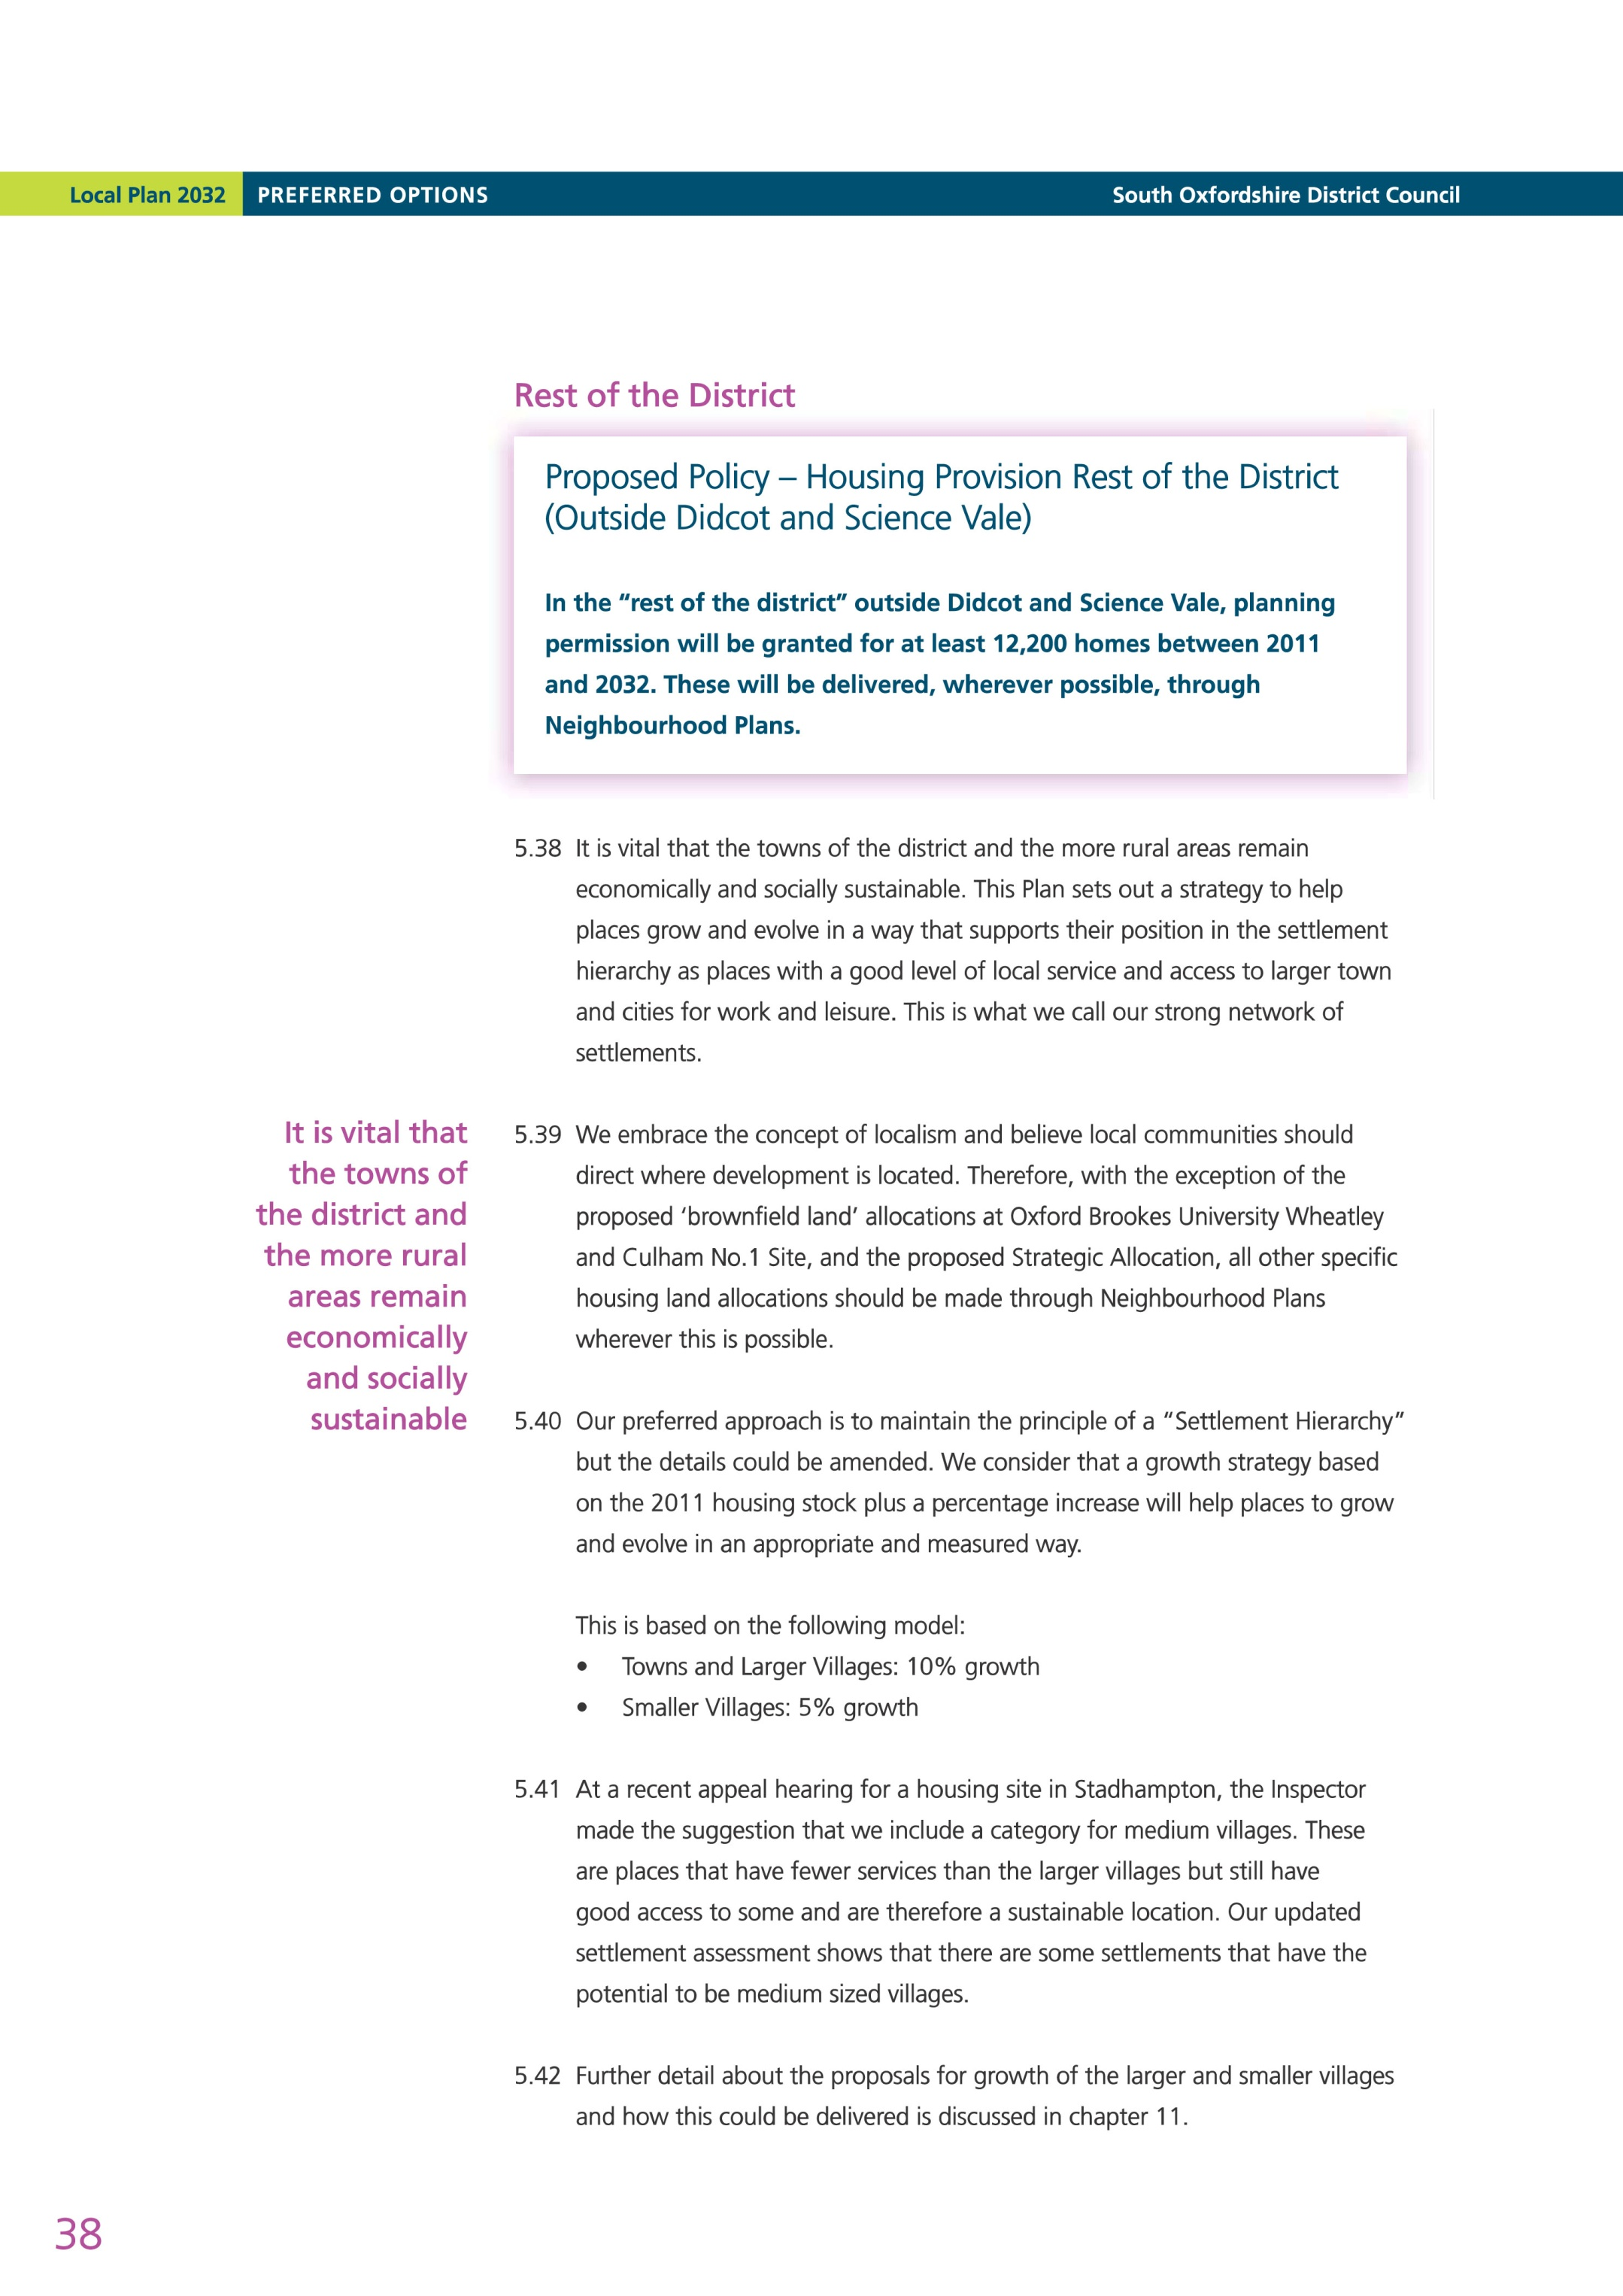 Local Plan 2032 PREFERRED OPTIONS South Oxfordshire District Council
Rest of the District
Proposed Policy – Housing Provision Rest of the District
(Outside Didcot and Science Vale)
In the “rest of the district” outside Didcot and Science Vale, planning
permission will be granted for at least 12,200 homes between 2011
and 2032. These will be delivered, wherever possible, through
Neighbourhood Plans.
5.38 It is vital that the towns of the district and the more rural areas remain
economically and socially sustainable. This Plan sets out a strategy to help
places grow and evolve in a way that supports their position in the settlement
hierarchy as places with a good level of local service and access to larger town
and cities for work and leisure. This is what we call our strong network of
settlements.
It is vital that
the towns of
the district and
the more rural
areas remain
economically
and socially
sustainable
5.39 We embrace the concept of localism and believe local communities should
direct where development is located. Therefore, with the exception of the
proposed ‘brownfield land’ allocations at Oxford Brookes University Wheatley
and Culham No.1 Site, and the proposed Strategic Allocation, all other specific
housing land allocations should be made through Neighbourhood Plans
wherever this is possible.
5.40 Our preferred approach is to maintain the principle of a “Settlement Hierarchy”
but the details could be amended. We consider that a growth strategy based
on the 2011 housing stock plus a percentage increase will help places to grow
and evolve in an appropriate and measured way.
This is based on the following model:
• Towns and Larger Villages: 10% growth
• Smaller Villages: 5% growth
5.41 At a recent appeal hearing for a housing site in Stadhampton, the Inspector
made the suggestion that we include a category for medium villages. These
are places that have fewer services than the larger villages but still have
good access to some and are therefore a sustainable location. Our updated
settlement assessment shows that there are some settlements that have the
potential to be medium sized villages.
5.42 Further detail about the proposals for growth of the larger and smaller villages
and how this could be delivered is discussed in chapter 11.
38